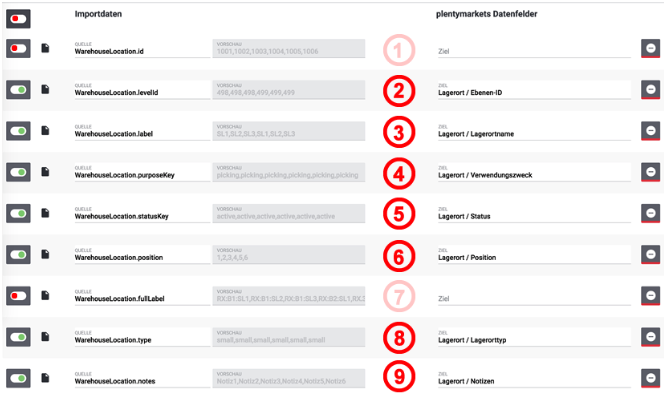 Importdaten plentymarkets Datenfelder
QUELLE VORSCHAU
WarehouseLocation.id 1001,1002,1003,1004,1005,1006 1 Ziel
QUELLE VORSCHAU ZIEL
WarehouseLocation.levelId 498,498,498,499,499,499 2 Lagerort / Ebenen-ID
QUELLE VORSCHAU ZIEL
WarehouseLocation.label SL1,SL2,SL3,SL1,SL2,SL3 3 Lagerort / Lagerortname
QUELLE VORSCHAU ZIEL
WarehouseLocation.purposeKey picking,picking,picking,picking,picking,picking 4 Lagerort / Verwendungszweck
QUELLE VORSCHAU ZIEL
WarehouseLocation.statusKey active,active,active,active,active,active 5 Lagerort / Status
QUELLE VORSCHAU ZIEL
WarehouseLocation.position 1,2,3,4,5,6 6 Lagerort / Position
QUELLE VORSCHAU
WarehouseLocation.fullLabel RX:B1:SL1,RX:B1:SL2,RX:B1:SL3,RX:B2:SL1,RX: 7 Ziel
QUELLE VORSCHAU ZIEL
WarehouseLocation.type small,small,small,small,small,small 8 Lagerort / Lagerorttyp
QUELLE VORSCHAU ZIEL
WarehouseLocation.notes Notiz1,Notiz2,Notiz3,Notiz4,Notiz5,Notiz6 9 Lagerort / Notizen